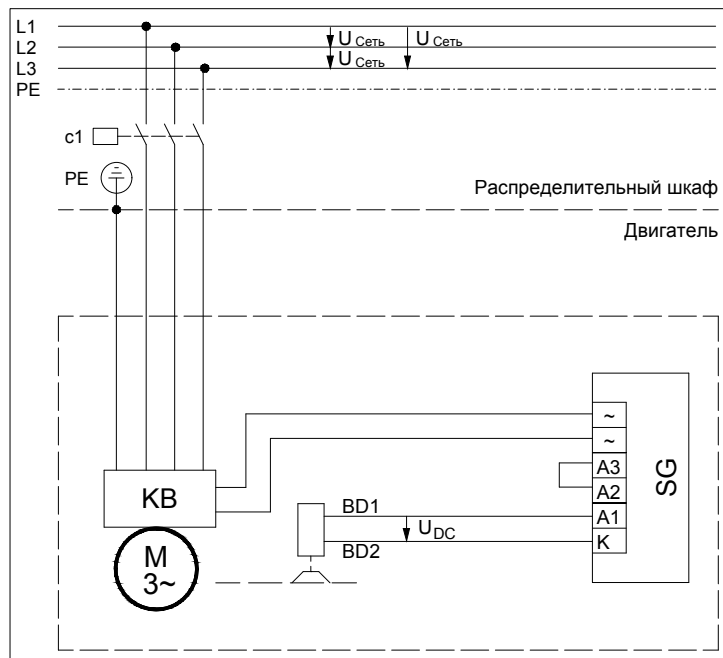 L1
U Сеть U Сеть
L2
U Сеть
L3
PE
c1
PE
Распределительный шкаф
Двигатель
~
~
A3
A2
SG
KB
BD1
A1
U DC
K
BD2
M
3~